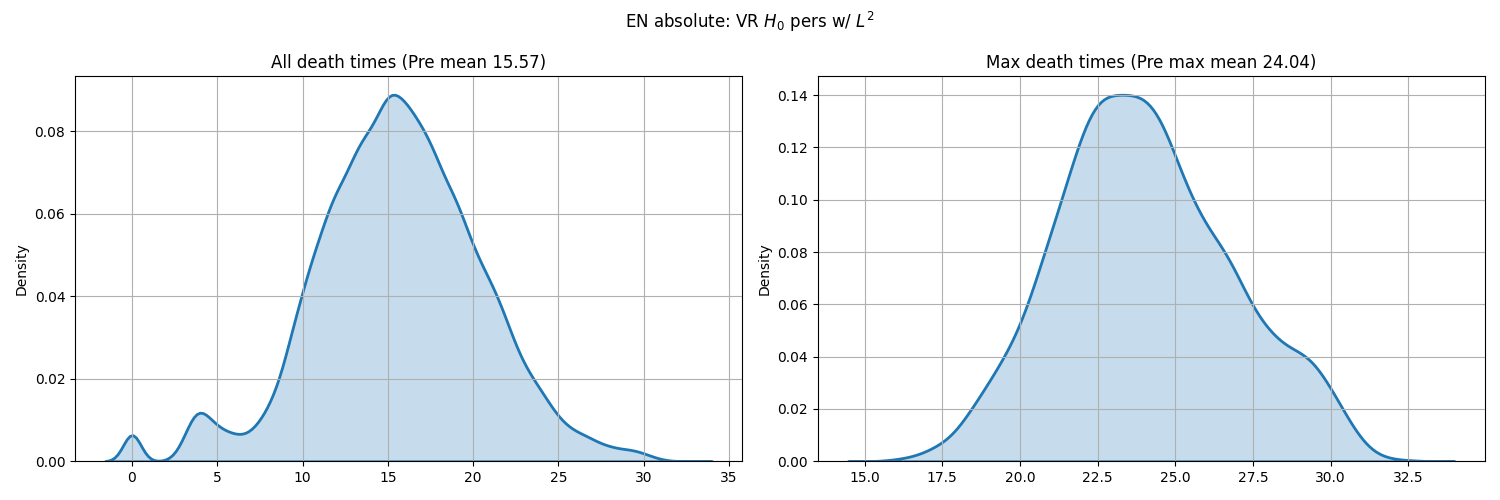 EN absolute: VR $H_0$ pers w/ $L^2$
All death times (Pre mean 15.57)
Density
0.08
0.06
0.04
0.02
0.00
0 5 10 15 20 25 30 35
Max death times (Pre max mean 24.04)
Density
0.14
0.12
0.10
0.08
0.06
0.04
0.02
0.00
15.0 17.5 20.0 22.5 25.0 27.5 30.0 32.5